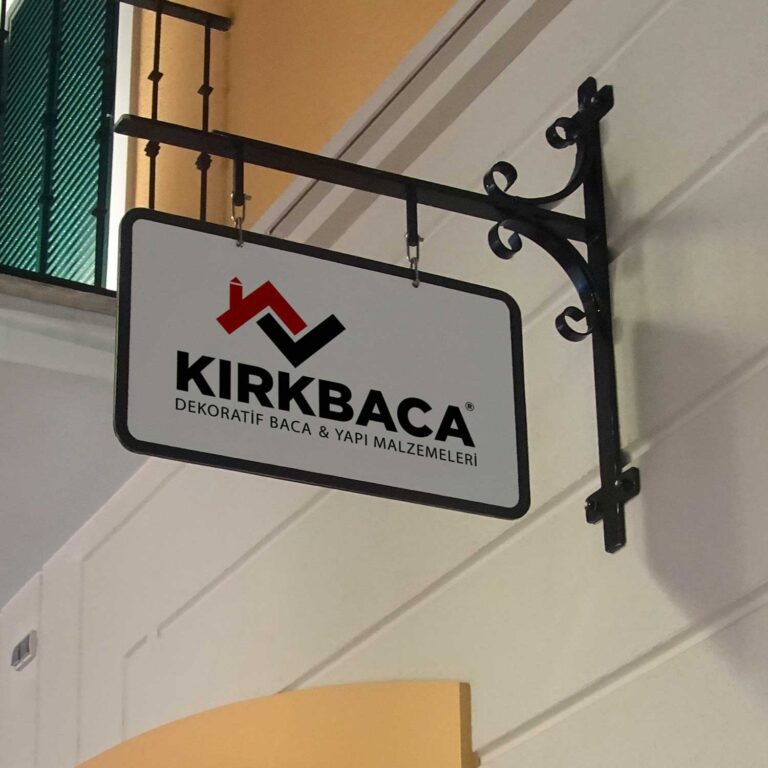 KIRKBACA®
DEKORATİF BACA & YAPI MALZEMELERİ